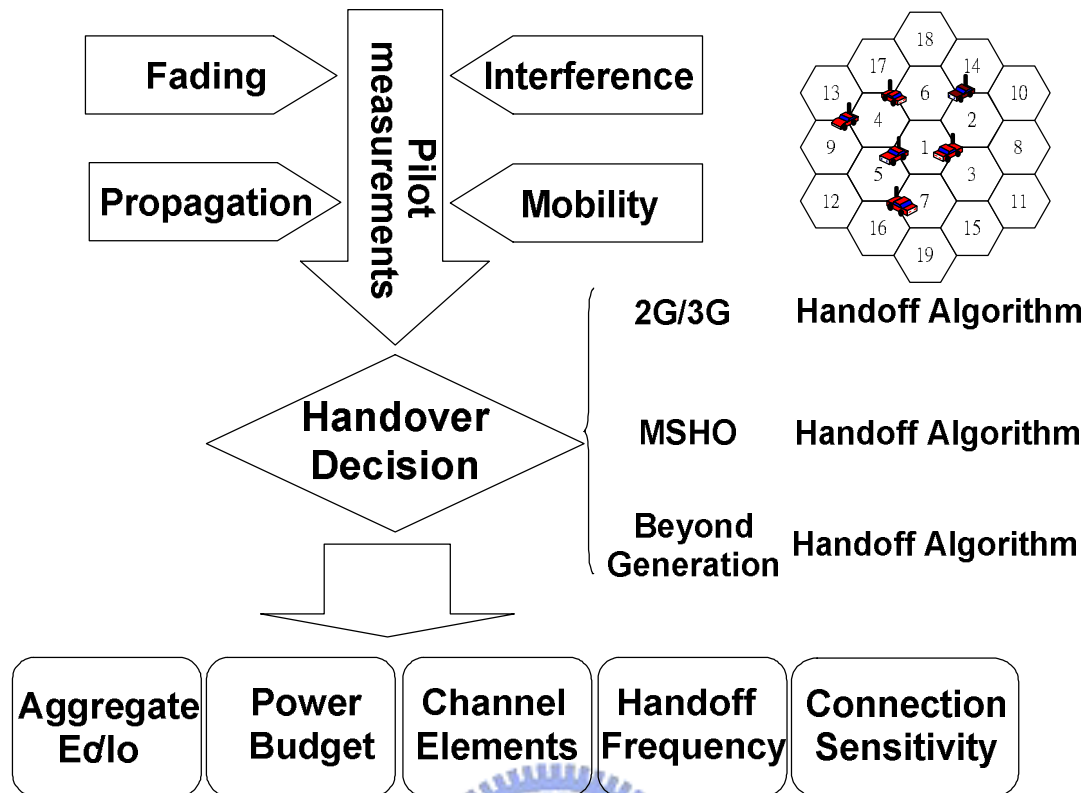 Fading
Pilot
measurements
Interference
Propagation
Mobility
18
17
14
13
6
10
4
2
9
1
8
5
3
12
7
11
16
15
19
2G/3G
Handoff Algorithm
Handover
Decision
MSHO
Handoff Algorithm
Beyond
Generation
Handoff Algorithm
Aggregate
Ec/Io
Power
Budget
Channel
Elements
Handoff
Frequency
Connection
Sensitivity